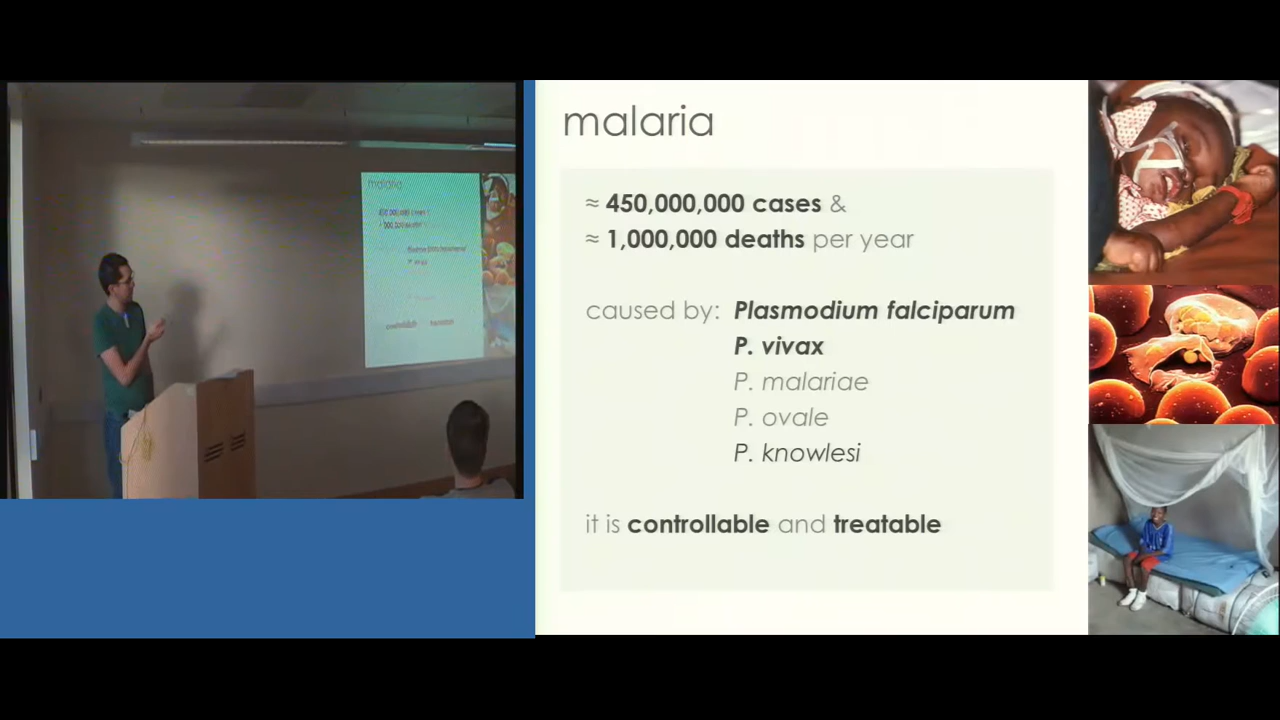 malaria
≈ 450,000,000 cases &
≈ 1,000,000 deaths per year
caused by: Plasmodium falciparum
P. vivax
P. malariae
P. ovale
P. knowlesi
it is controllable and treatable